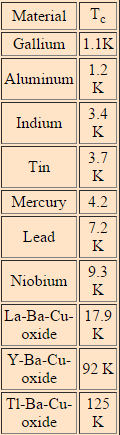 Material Tc
Gallium 1.1K
Aluminum 1.2
K
Indium 3.4
K
Tin 3.7
K
Mercury 4.2
Lead 7.2
K
Niobium 9.3
K
La-Ba-Cu-
oxide 17.9
K
Y-Ba-Cu-
oxide 92 K
Tl-Ba-Cu-
oxide 125
K